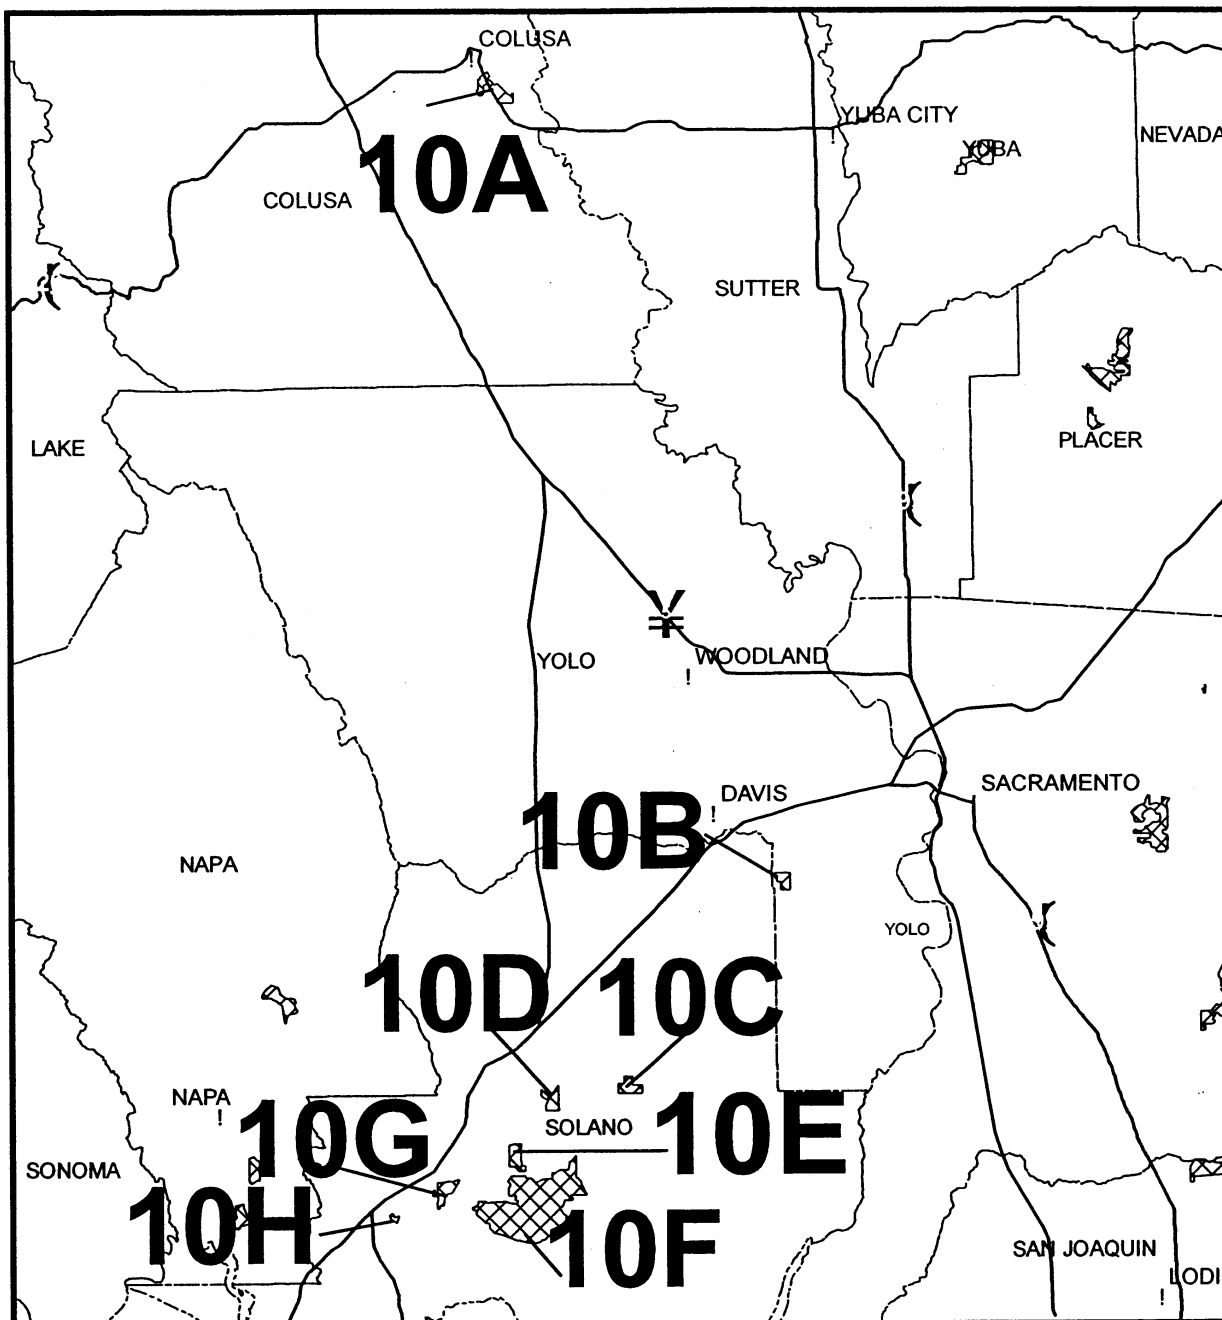 COLUSA
YUBA CITY
!
!
NEVADA
YUBA
10A
COLUSA
SUTTER
PLACER
LAKE
YOLO
WOODLAND
!
SACRAMENTO
DAVIS
!
10B
NAPA
YOLO
10D
10C
NAPA
!
10G
SOLANO
10E
SONOMA
10H
10F
SAN JOAQUIN
LODI
!